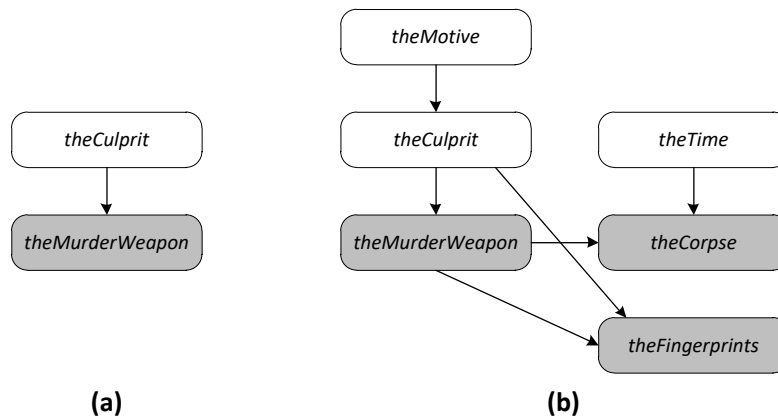 theMotive
theCulprit
theCulprit
theTime
theMurderWeapon
theMurderWeapon
theCorpse
theFingerprints
(a)
(b)